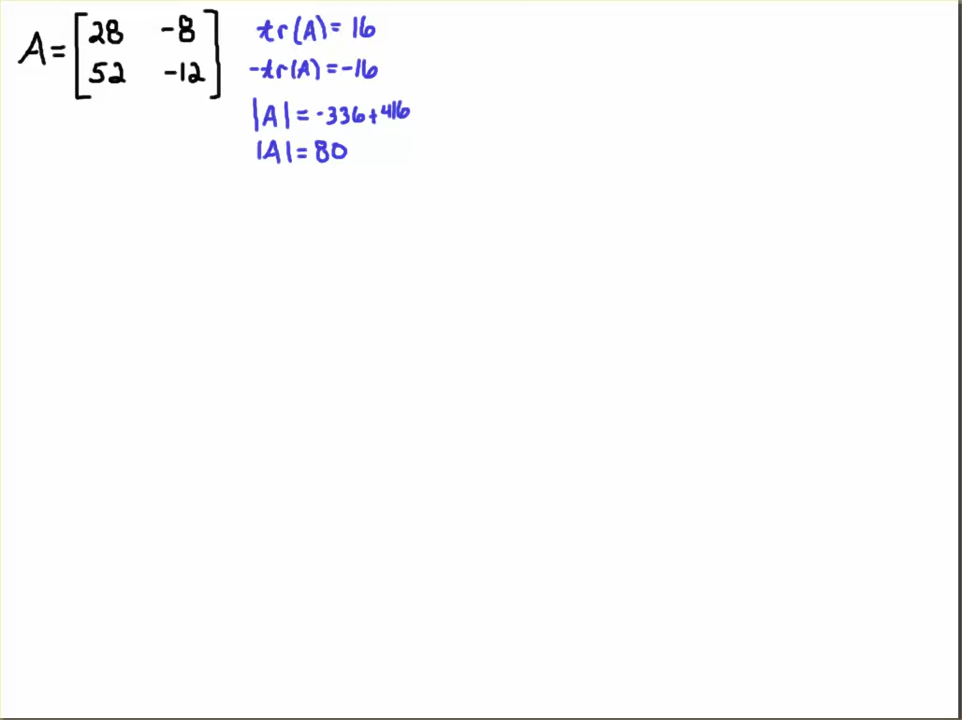 A = [28 -8
52 -12]
tr(A) = 16
-tr(A) = -16
|A| = -336 + 416
|A| = 80